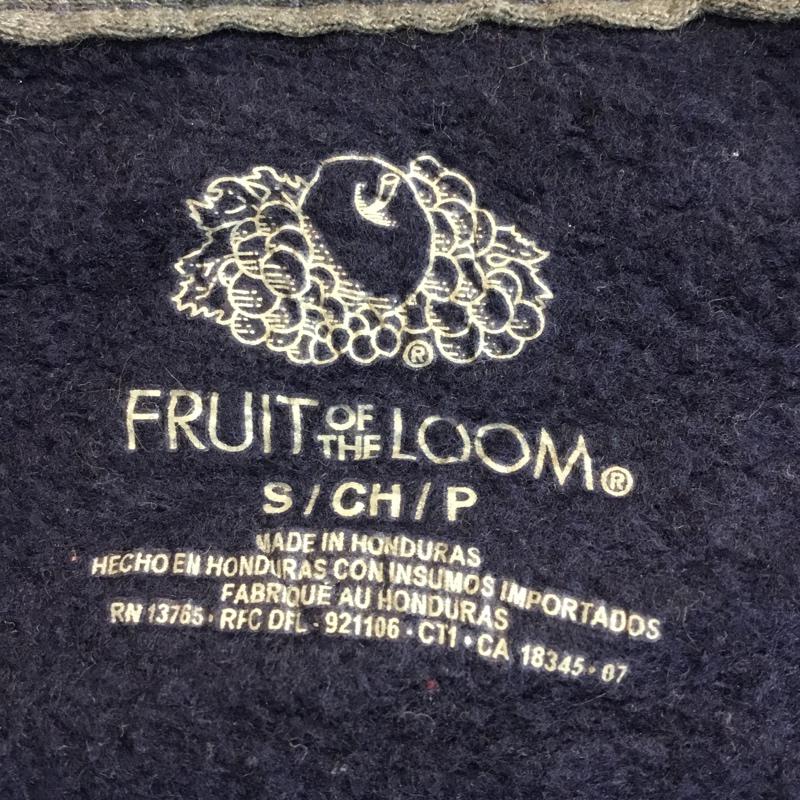 ®
FRUIT OF THE LOOM®
S / CH / P
MADE IN HONDURAS
HECHO EN HONDURAS CON INSUMOS IMPORTADOS
FABRIQUÉ AU HONDURAS
RN 13765 · RFC DFL - 921106 - CT1 • CA 18345 · 07